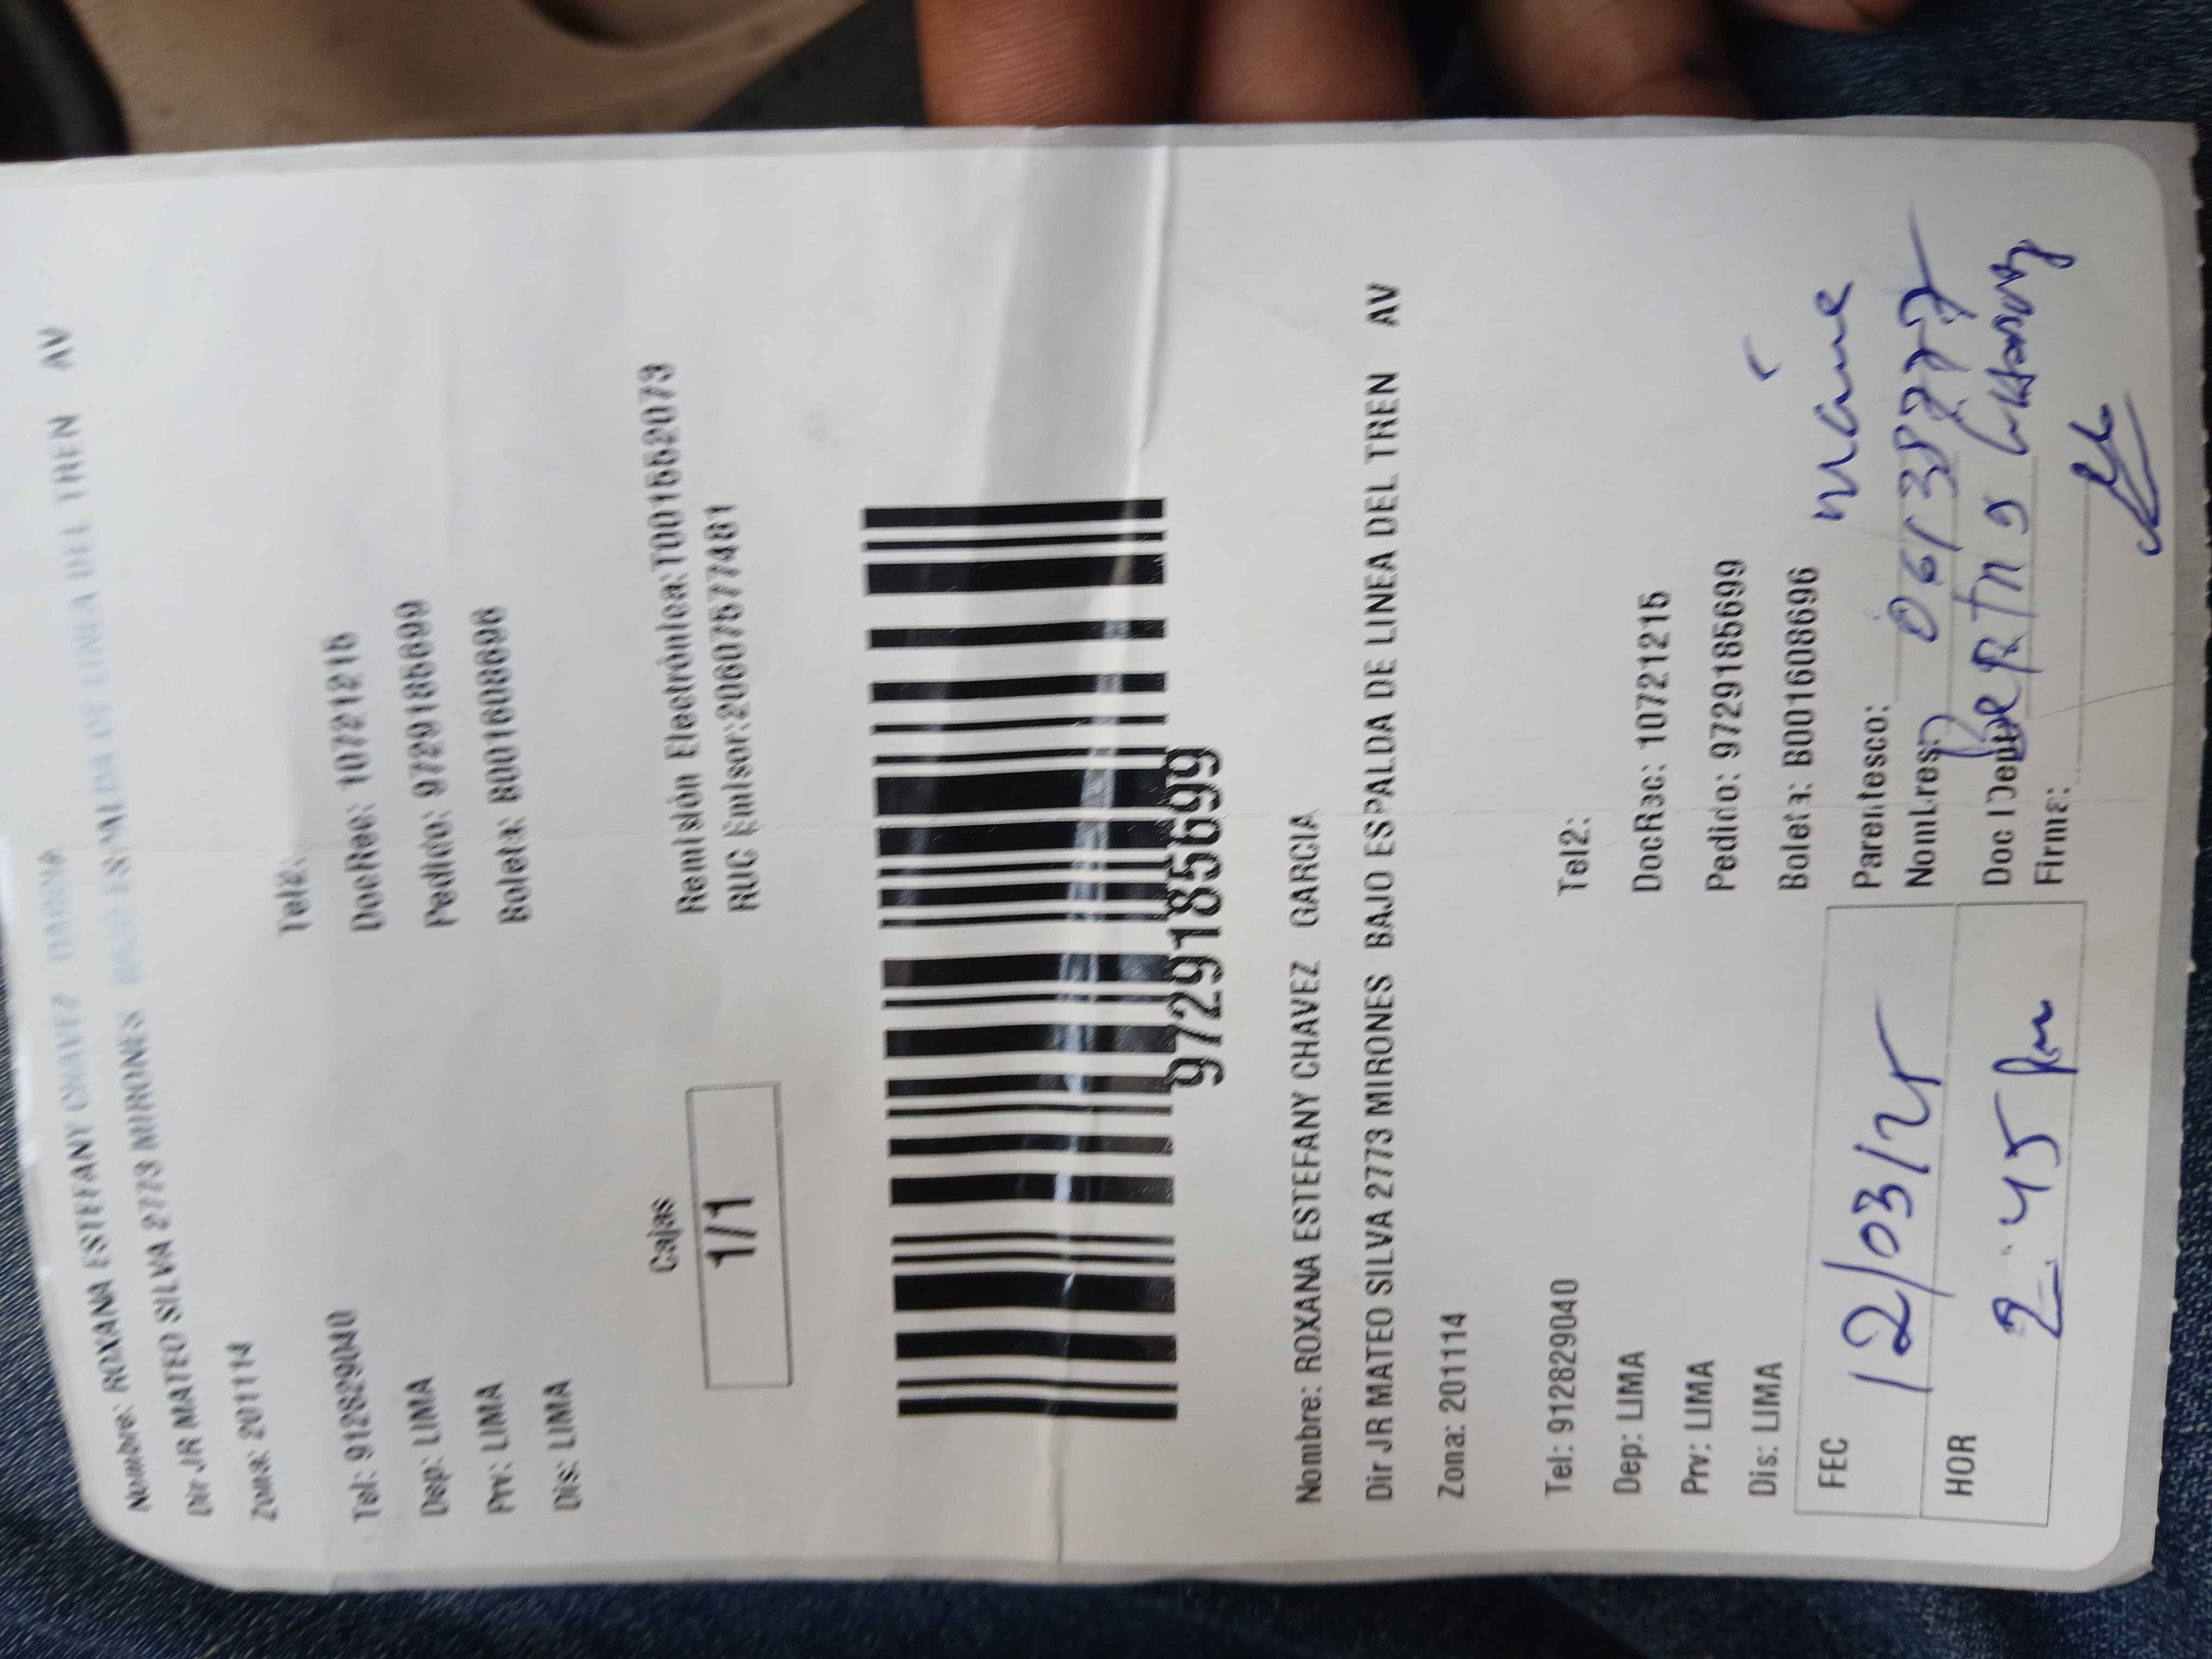 Nombre: ROXANA ESTEFANY CHAVEZ GARCIA
Dir JR MATEO SILVA 2773 MIRONES BAJO ESPALDA DE LINEA DEL TREN AV
Zona: 201114
Tel2:
Tel: 912829040
DocRec: 10721215
Dep: LIMA
Pedido: 9729185699
Prv: LIMA
Boleta: B001608696
Dis: LIMA
Cajas
1/1
Remisión Electrónica:T001552073
RUC Emisor:20607577481
9729185699
Nombre: ROXANA ESTEFANY CHAVEZ GARCIA
Dir JR MATEO SILVA 2773 MIRONES BAJO ESPALDA DE LINEA DEL TREN AV
Zona: 201114
Tel2:
Tel: 912829040
DocRec: 10721215
Dep: LIMA
Pedido: 9729185699
Prv: LIMA
Boleta: B001608696
Dis: LIMA
FEC 12/03/25
Parentesco:
Nombres:
HOR 2:45 Pm
Doc Idept
Firma: